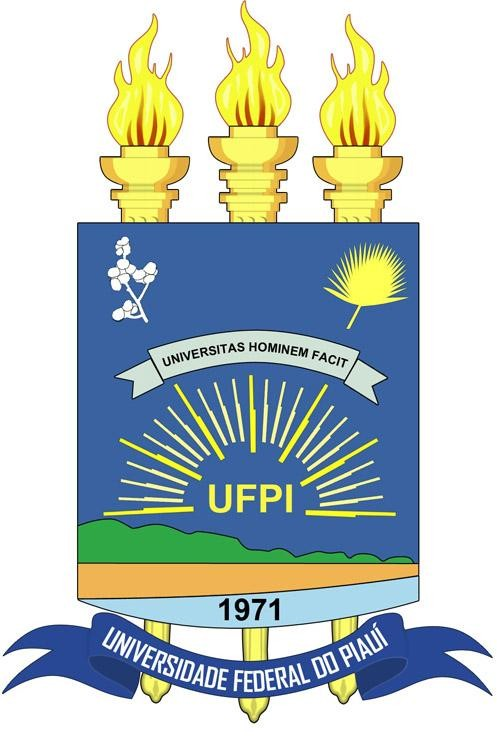 UNIVERSITAS HOMINEM FACIT
UFPI
1971
UNIVERSIDADE FEDERAL DO PIAUÍ